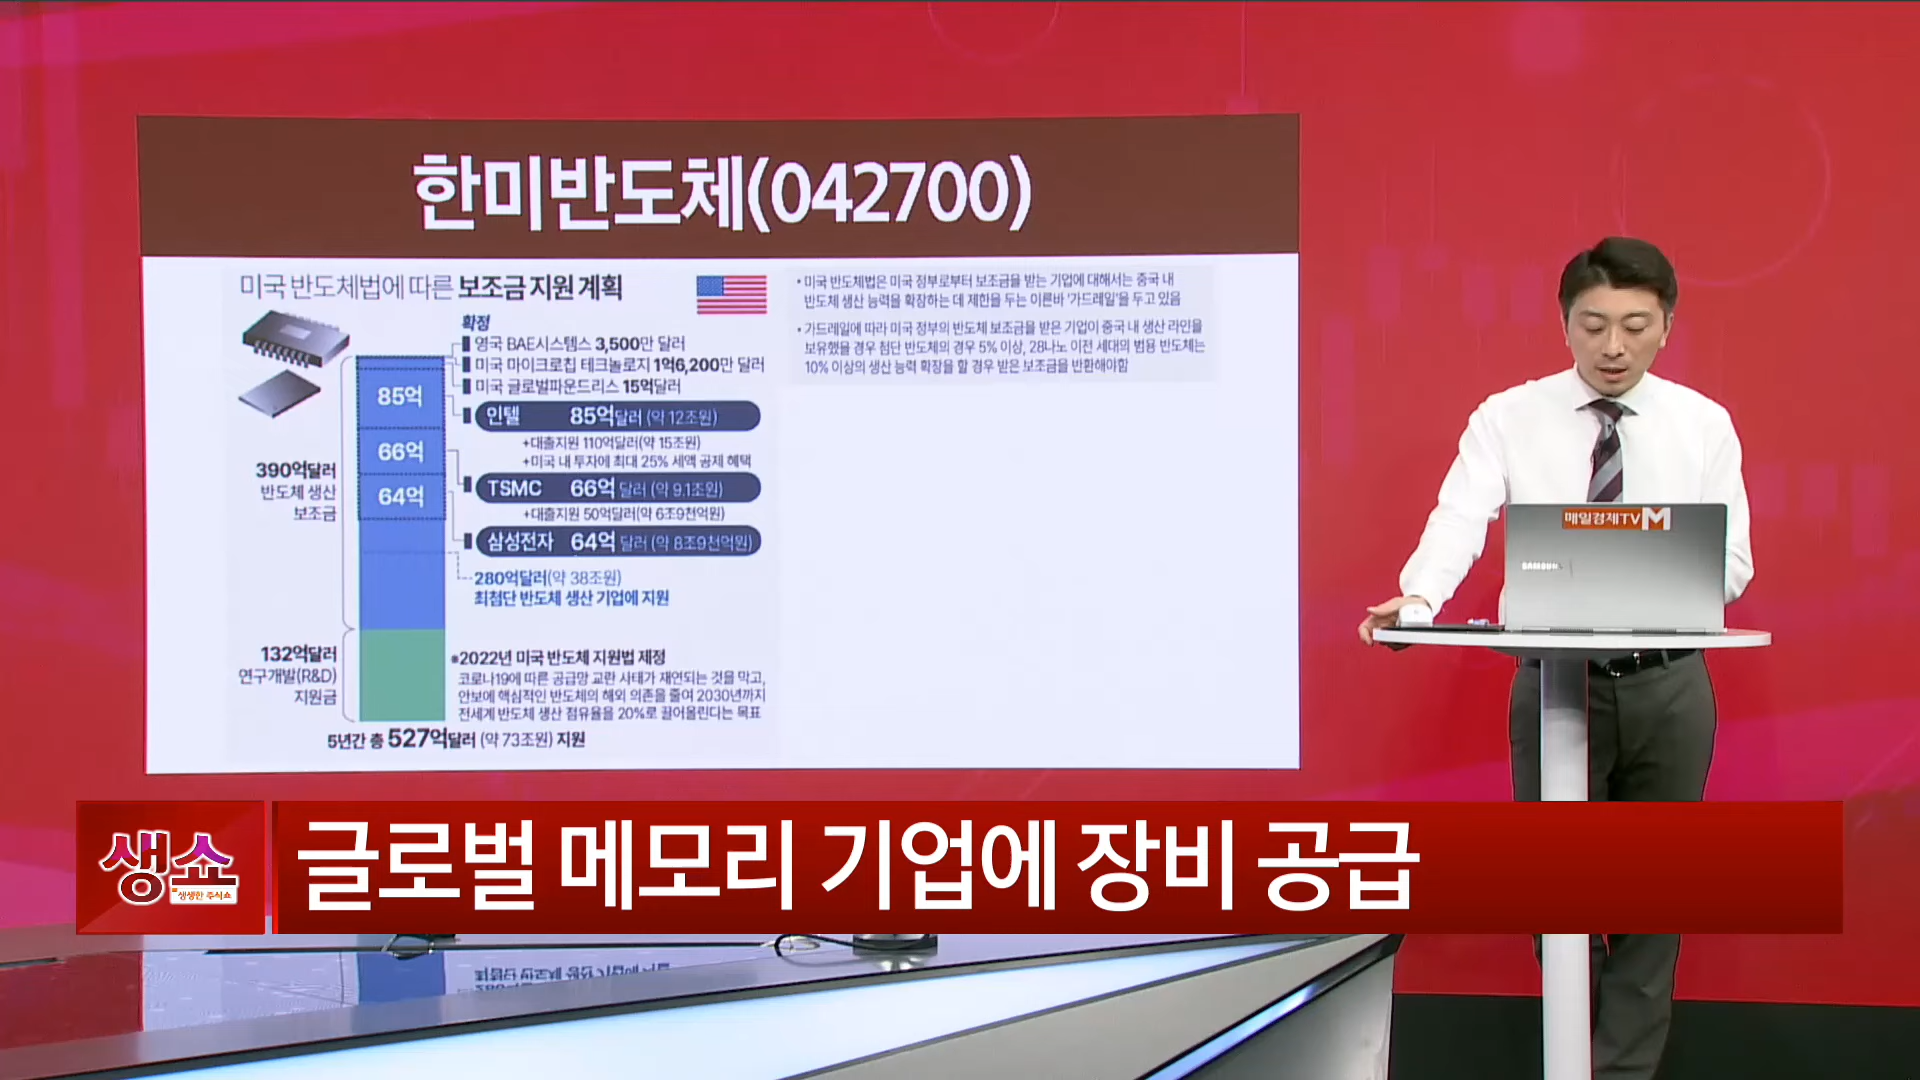 한미반도체(042700)
미국 반도체법에 따른 보조금 지원 계획
확정
영국 BAE시스템스 3,500만 달러
미국 마이크로칩 테크놀로지 1억6,200만 달러
미국 글로벌파운드리스 15억달러
85억
인텔 85억달러 (약 12조원)
+대출지원 110억달러(약 15조원)
+미국 내 투자에 최대 25% 세액 공제 혜택
66억
TSMC 66억 달러 (약 9.1조원)
+대출지원 50억달러(약 6조9천억원)
64억
삼성전자 64억 달러 (약 8조9천억원)
390억달러
반도체 생산
보조금
280억달러(약 38조원)
최첨단 반도체 생산 기업에 지원
132억달러
연구개발(R&D)
지원금
※2022년 미국 반도체 지원법 제정
코로나19에 따른 공급망 교란 사태가 재연되는 것을 막고,
안보에 핵심적인 반도체의 해외 의존을 줄여 2030년까지
전세계 반도체 생산 점유율을 20%로 끌어올린다는 목표
5년간 총 527억달러 (약 73조원) 지원
• 미국 반도체법은 미국 정부로부터 보조금을 받는 기업에 대해서는 중국 내
반도체 생산 능력을 확장하는 데 제한을 두는 이른바 '가드레일'을 두고 있음
• 가드레일에 따라 미국 정부의 반도체 보조금을 받은 기업이 중국 내 생산 라인을
보유했을 경우 첨단 반도체의 경우 5% 이상, 28나노 이전 세대의 범용 반도체는
10% 이상의 생산 능력 확장을 할 경우 받은 보조금을 반환해야함
매일경제TV M
SAMSUNG
생쇼
생생한 주식쇼
글로벌 메모리 기업에 장비 공급